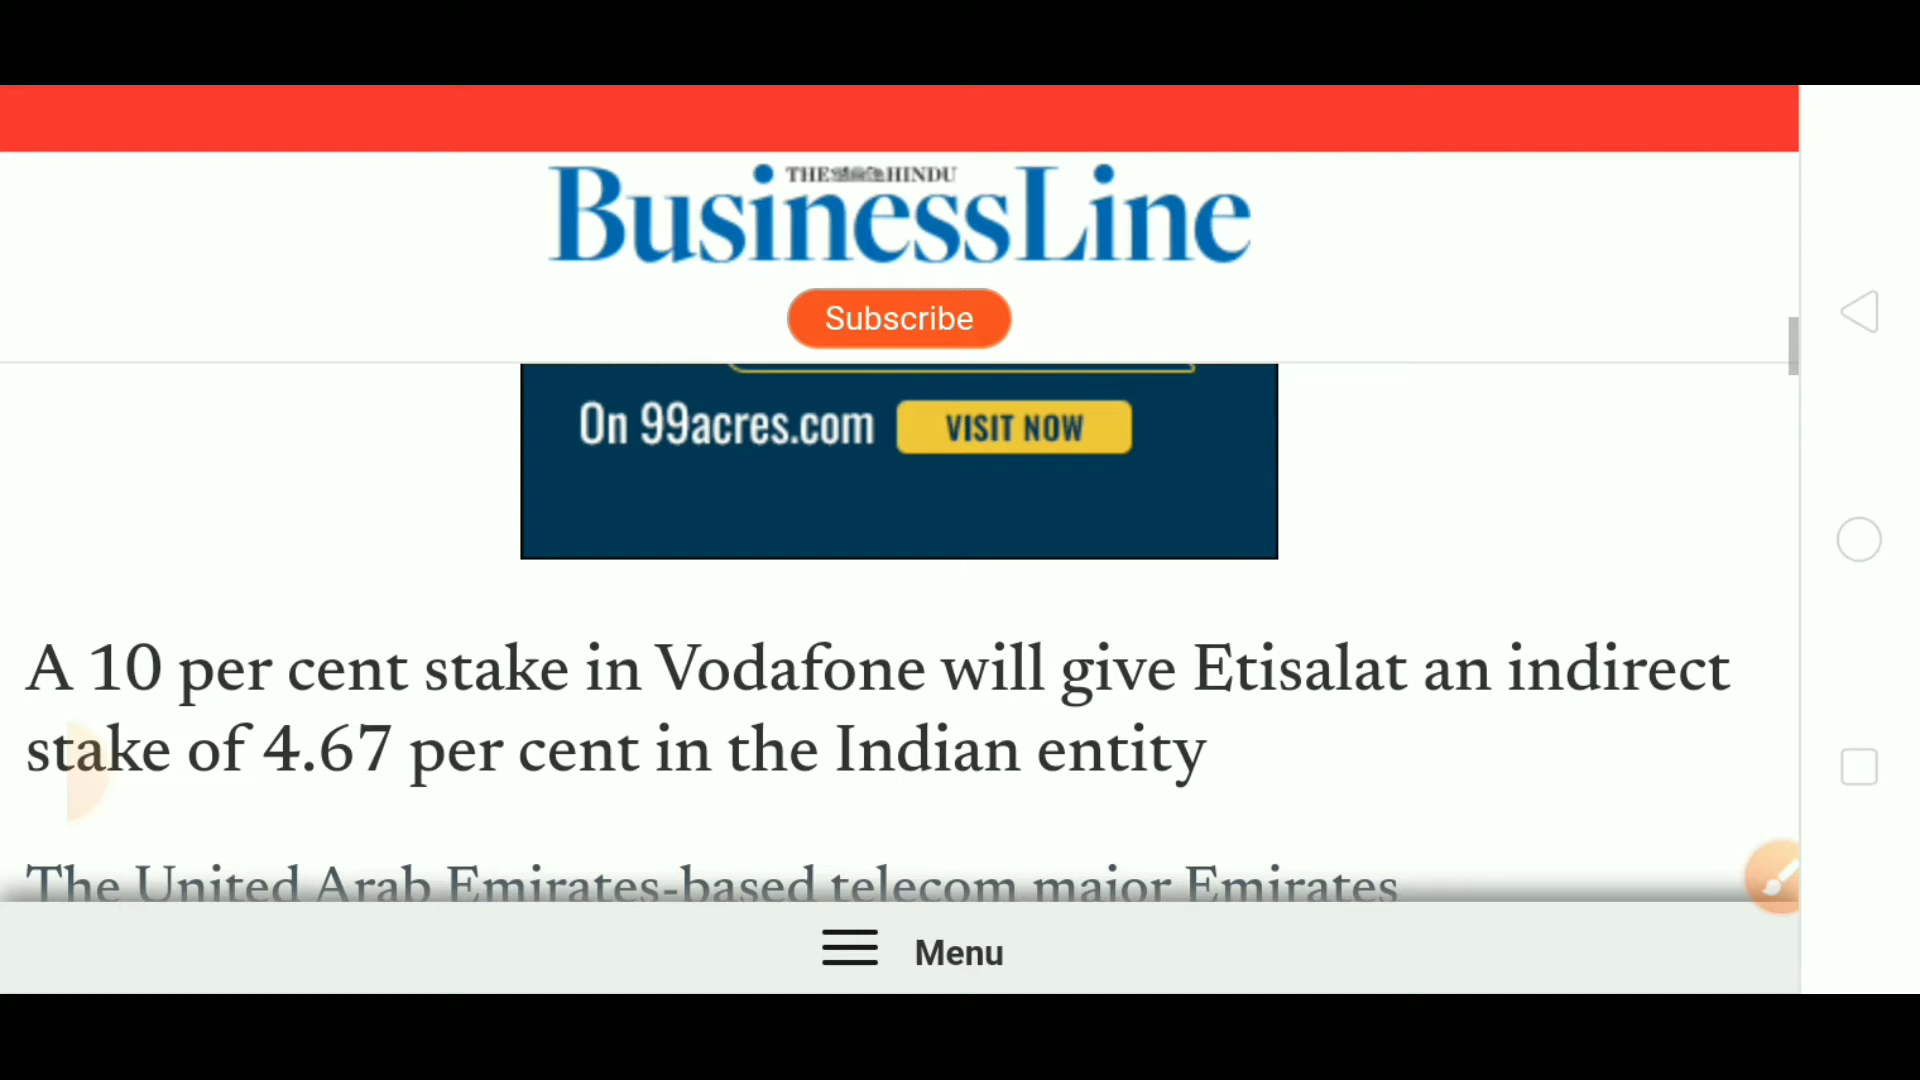 THE HINDU
BusinessLine
Subscribe
On 99acres.com VISIT NOW
A 10 per cent stake in Vodafone will give Etisalat an indirect
stake of 4.67 per cent in the Indian entity
The United Arab Emirates-based telecom major Emirates
Menu